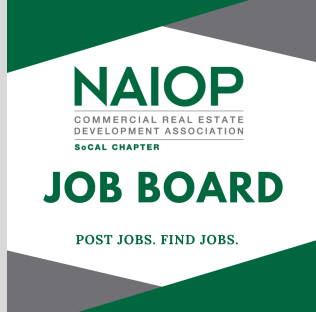 NAIOP
COMMERCIAL REAL ESTATE
DEVELOPMENT ASSOCIATION
SoCAL CHAPTER
JOB BOARD
POST JOBS. FIND JOBS.